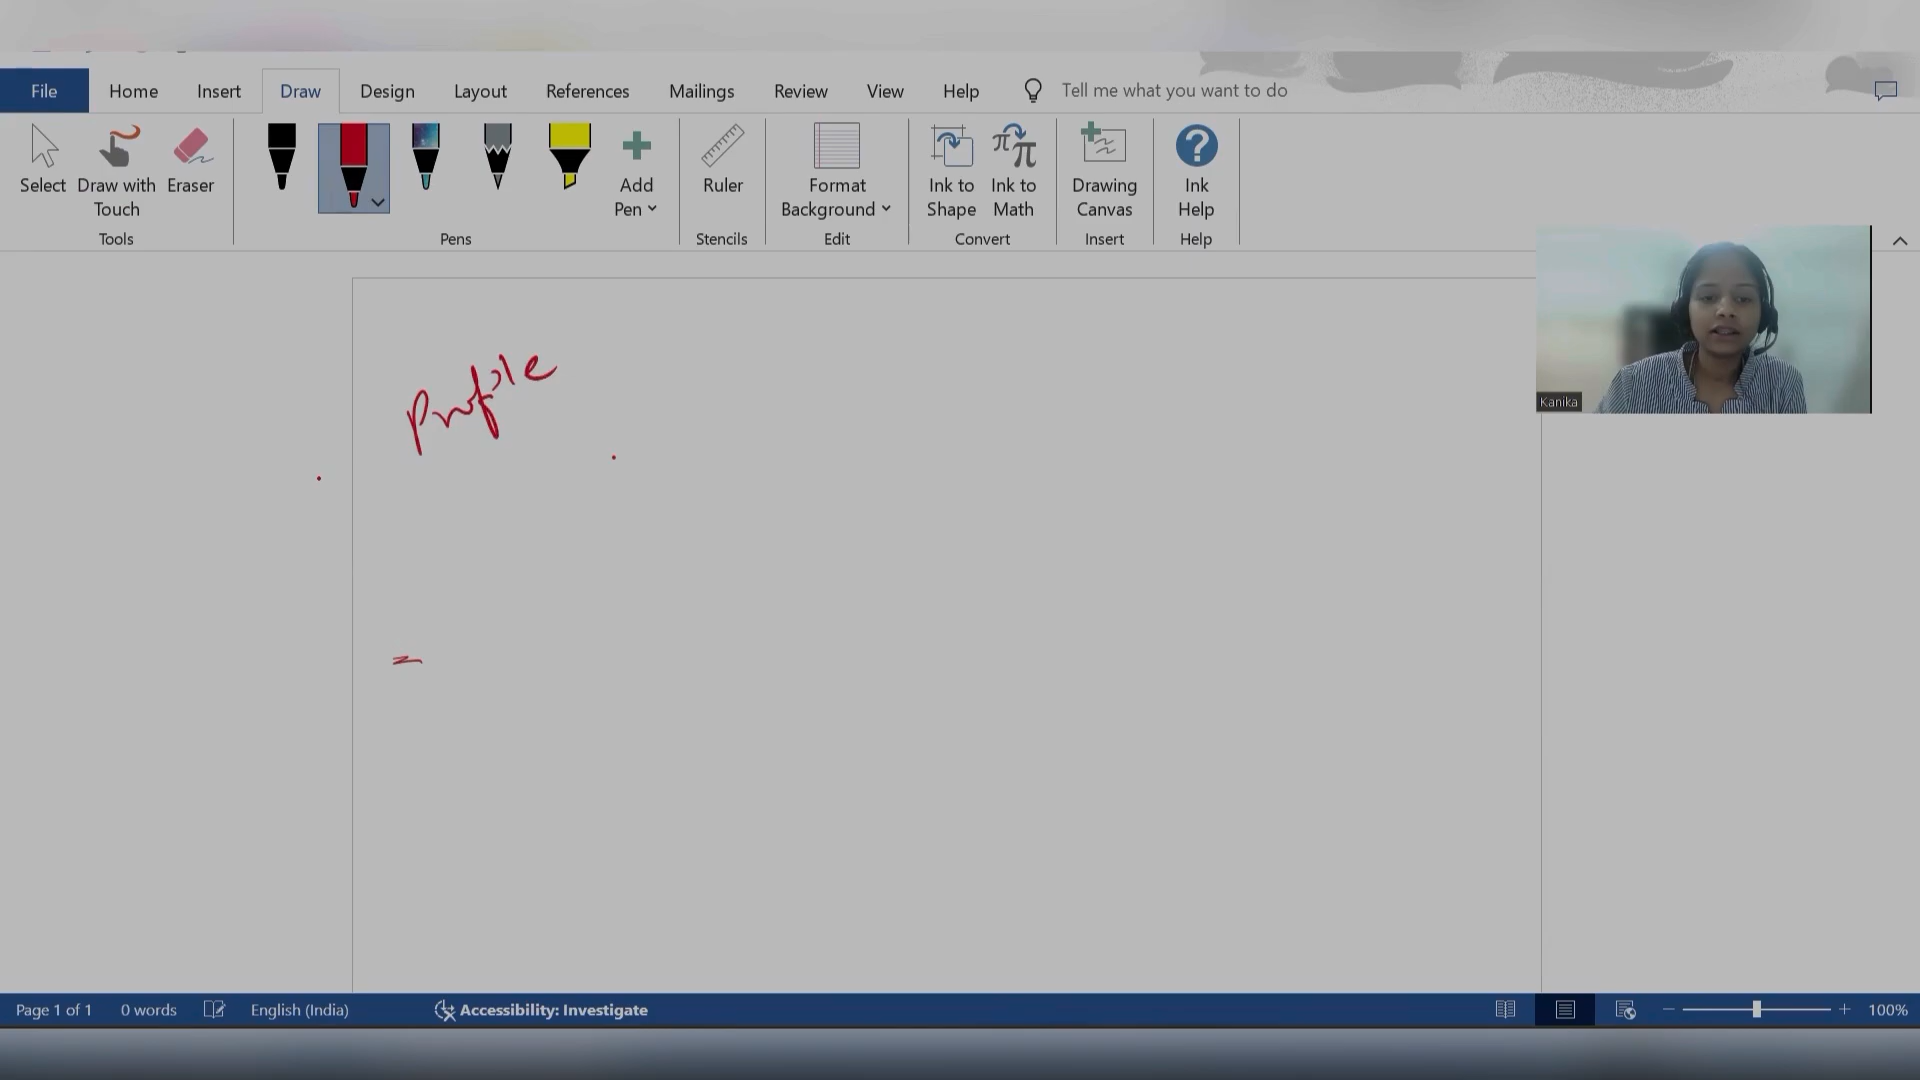 File Home Insert Draw Design Layout References Mailings Review View Help Tell me what you want to do
Select Draw with Touch Eraser Add Pen Ruler Format Background Ink to Shape Ink to Math Drawing Canvas Ink Help
Tools Pens Stencils Edit Convert Insert Help
Kanika
Profile
=
Page 1 of 1 0 words English (India) Accessibility: Investigate 100%